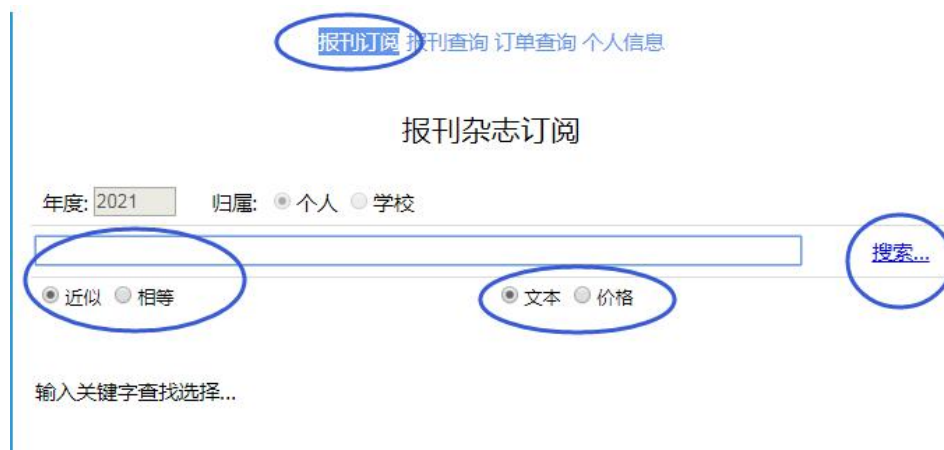 报刊订阅 报刊查询 订单查询 个人信息
报刊杂志订阅
年度: 2021 归属: 个人 学校
搜索...
近似 相等 文本 价格
输入关键字查找选择...